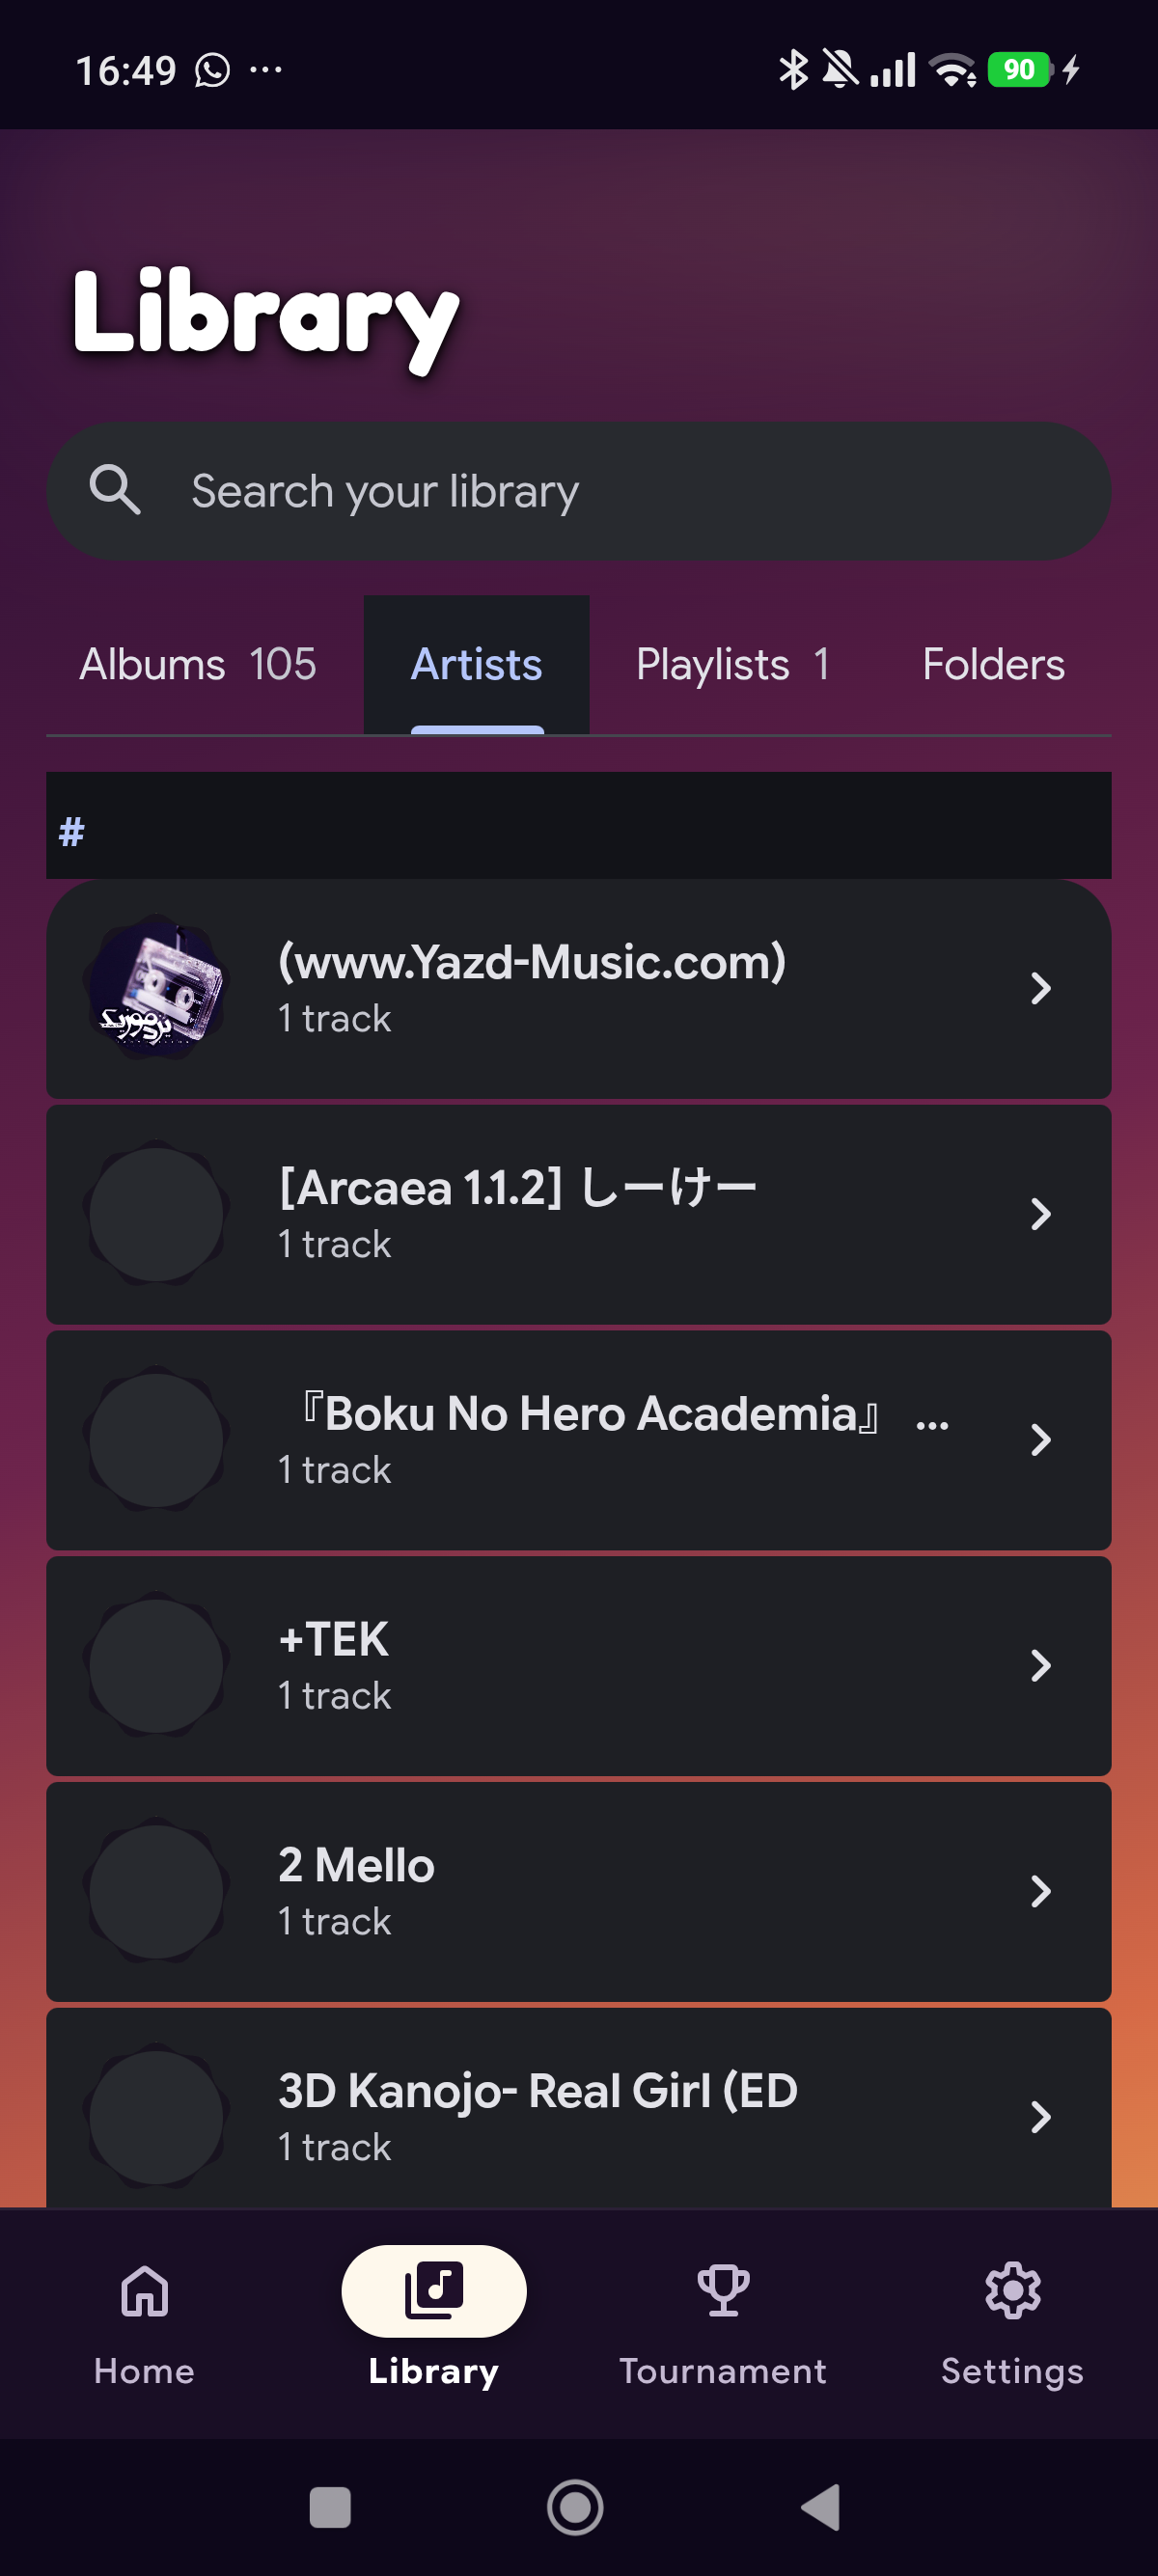 16:49
90
Library
Search your library
Albums 105 Artists Playlists 1 Folders
#
یزدموزیک
(www.Yazd-Music.com)
1 track
[Arcaea 1.1.2] しーけー
1 track
『Boku No Hero Academia』 ...
1 track
+TEK
1 track
2 Mello
1 track
3D Kanojo- Real Girl (ED
1 track
Home Library Tournament Settings